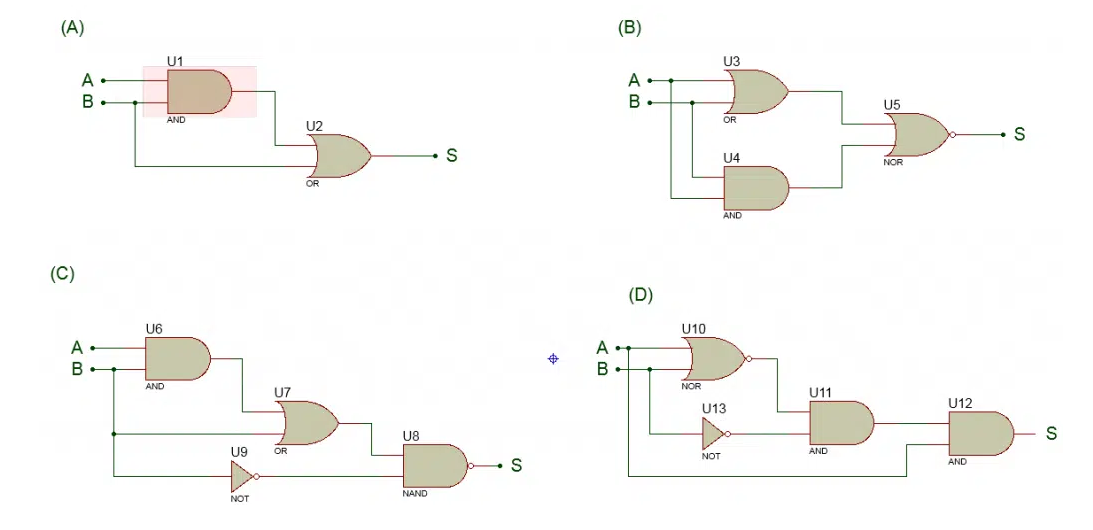 (A)
U1
A
B
AND
U2
S
OR
(B)
U3
A
B
OR
U5
S
NOR
U4
AND
(C)
U6
A
B
AND
U7
OR
U8
S
NAND
U9
NOT
(D)
U10
A
B
NOR
U13
NOT
U11
AND
U12
S
AND